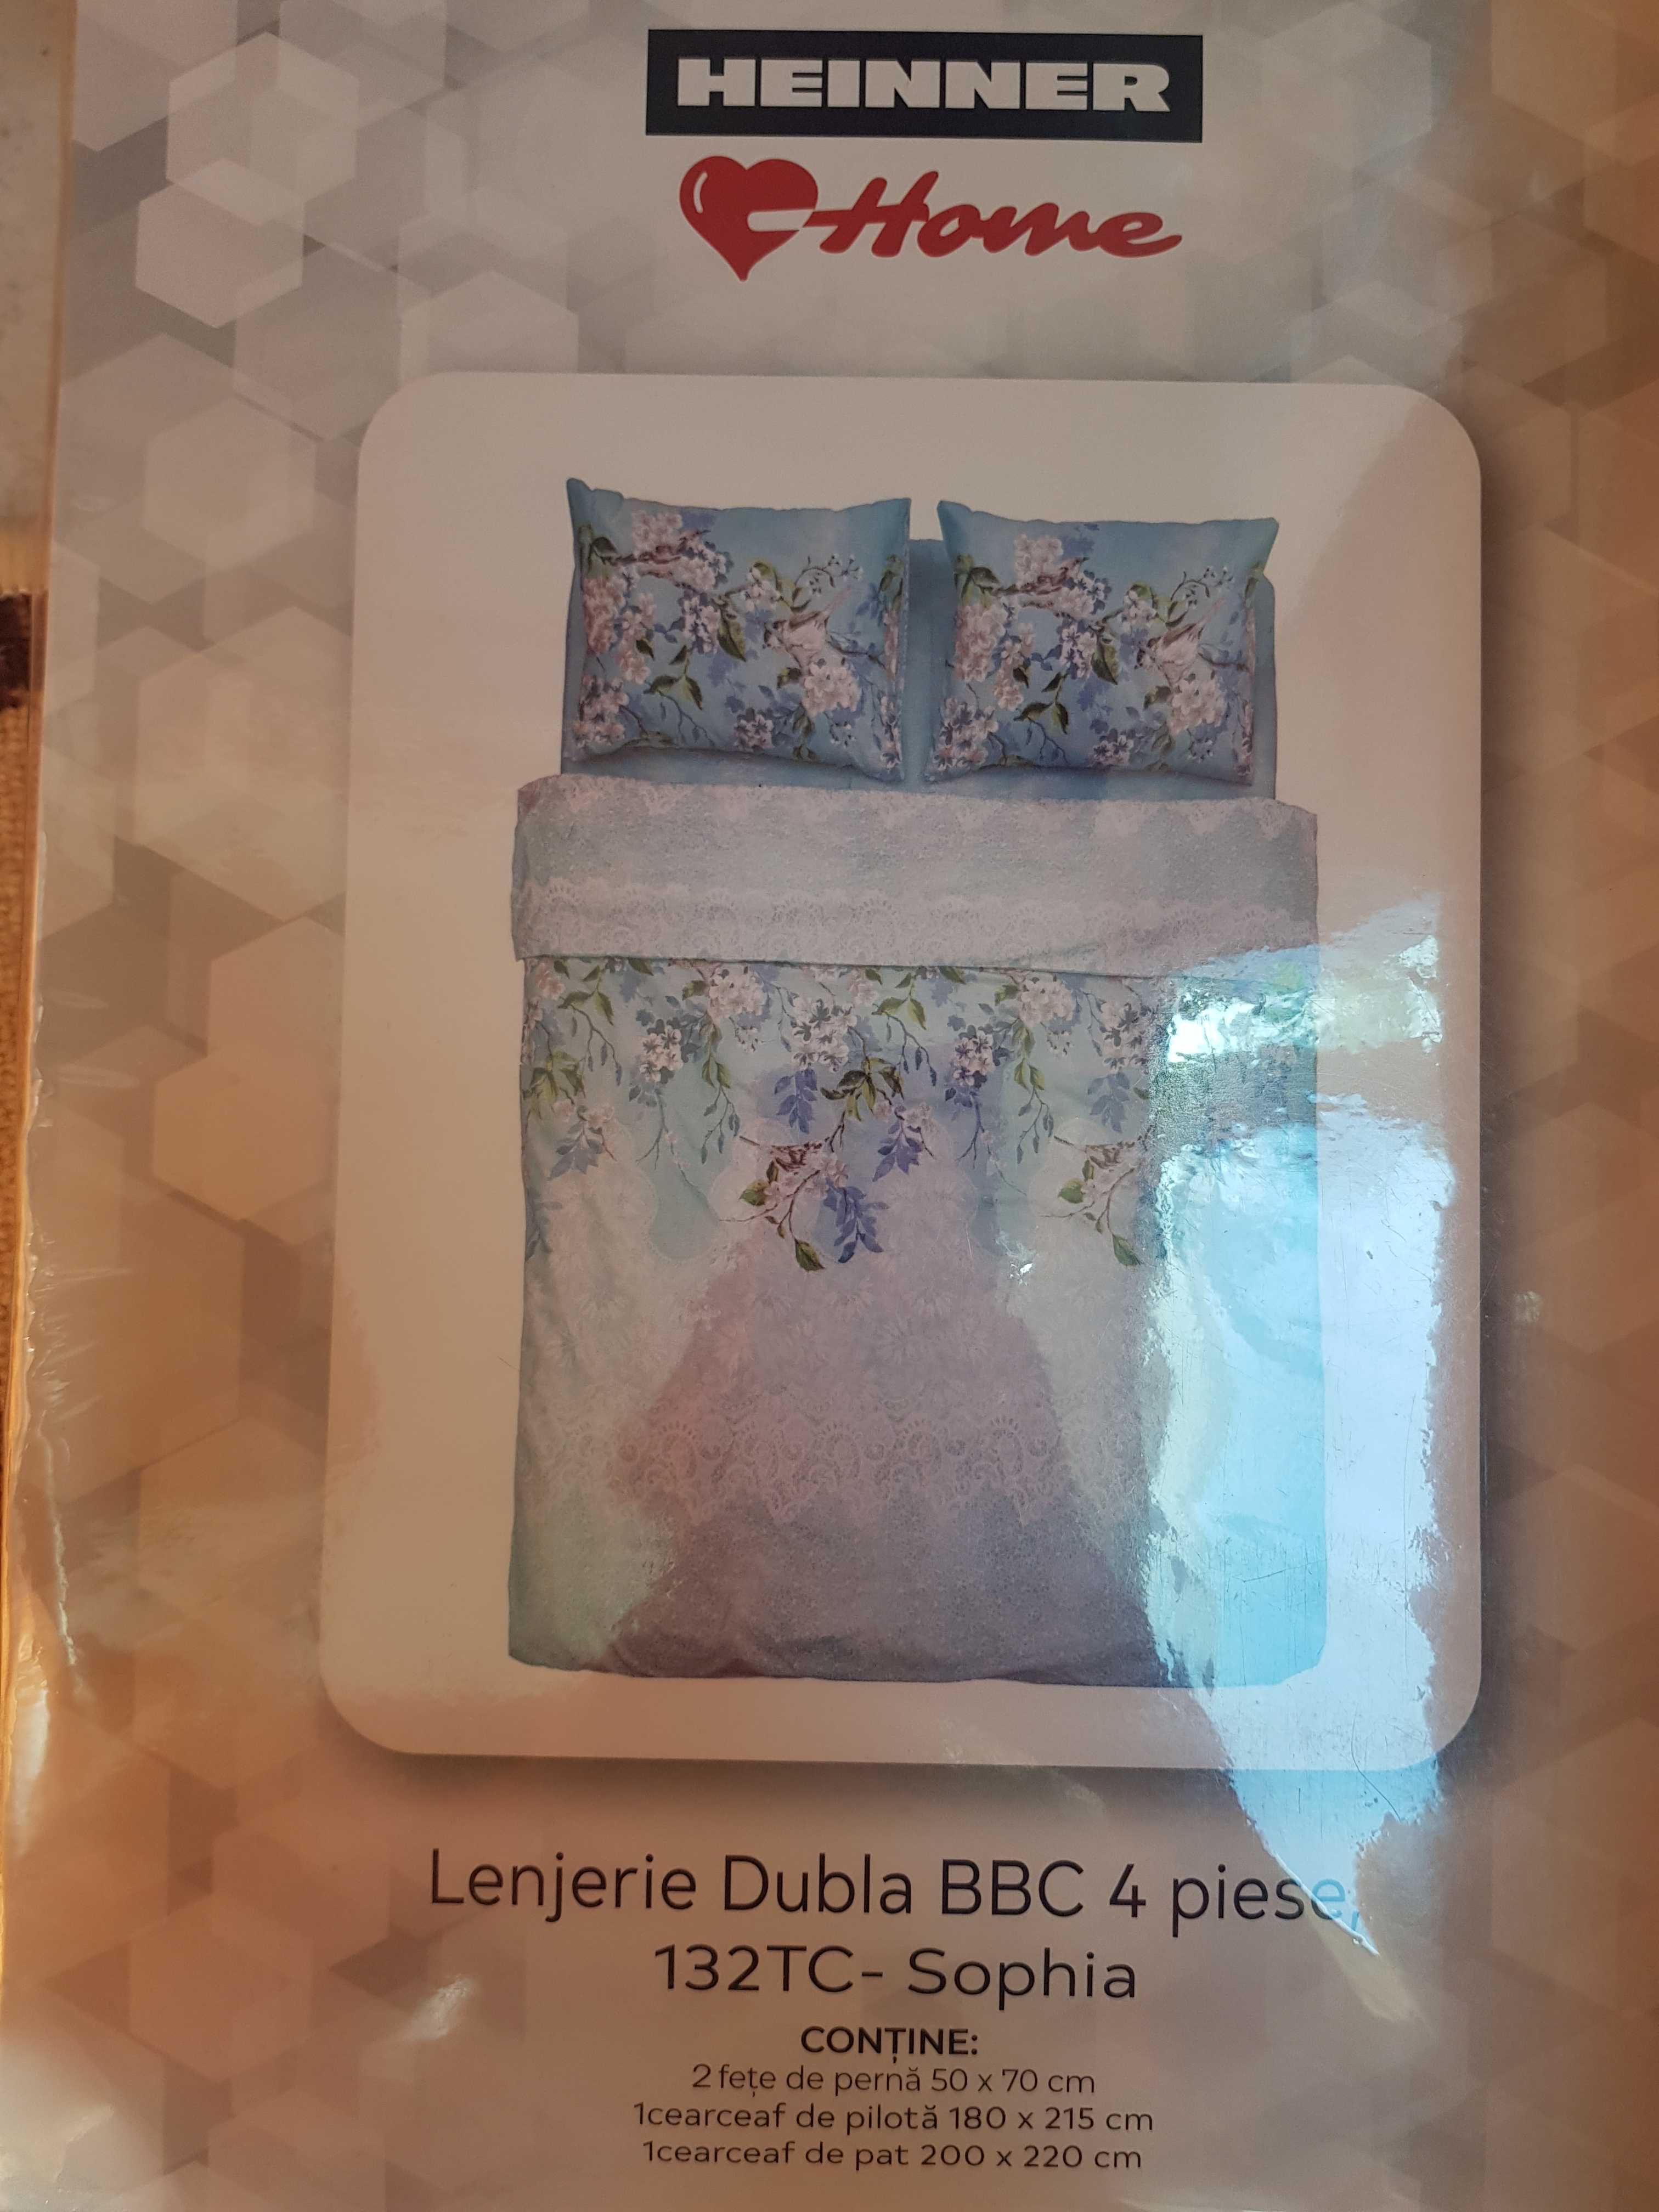 HEINNER
Home
Lenjerie Dubla BBC 4 piese,
132TC- Sophia
CONȚINE:
2 fețe de pernă 50 x 70 cm
1cearceaf de pilotă 180 x 215 cm
1cearceaf de pat 200 x 220 cm